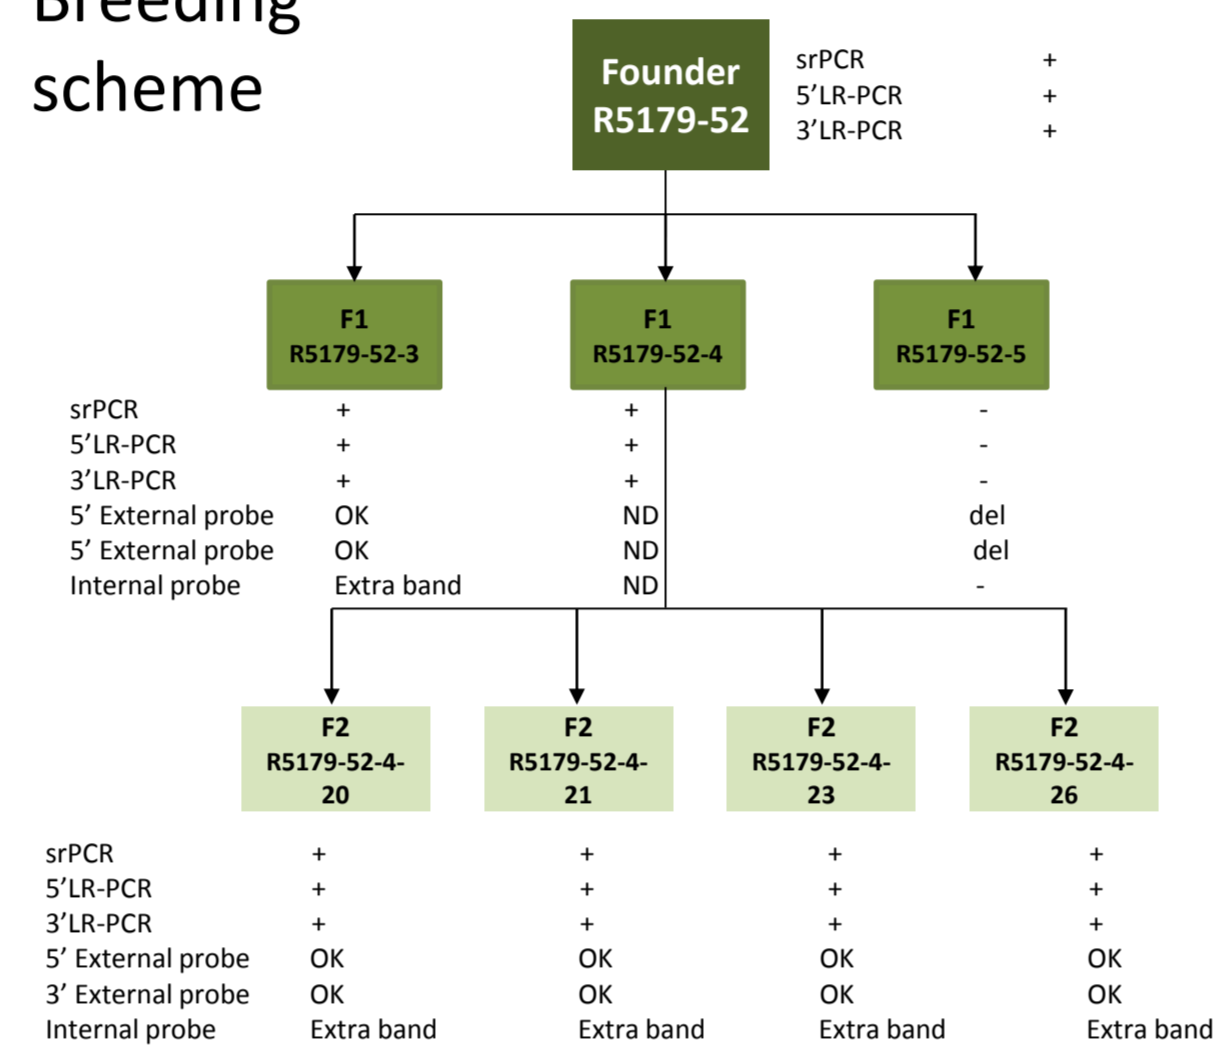 Breeding
scheme
Founder
R5179-52
srPCR +
5’LR-PCR +
3’LR-PCR +
F1
R5179-52-3
F1
R5179-52-4
F1
R5179-52-5
srPCR + + -
5’LR-PCR + + -
3’LR-PCR + + -
5’ External probe OK ND del
5’ External probe OK ND del
Internal probe Extra band ND -
F2
R5179-52-4-
20
F2
R5179-52-4-
21
F2
R5179-52-4-
23
F2
R5179-52-4-
26
srPCR + + + +
5’LR-PCR + + + +
3’LR-PCR + + + +
5’ External probe OK OK OK OK
3’ External probe OK OK OK OK
Internal probe Extra band Extra band Extra band Extra band